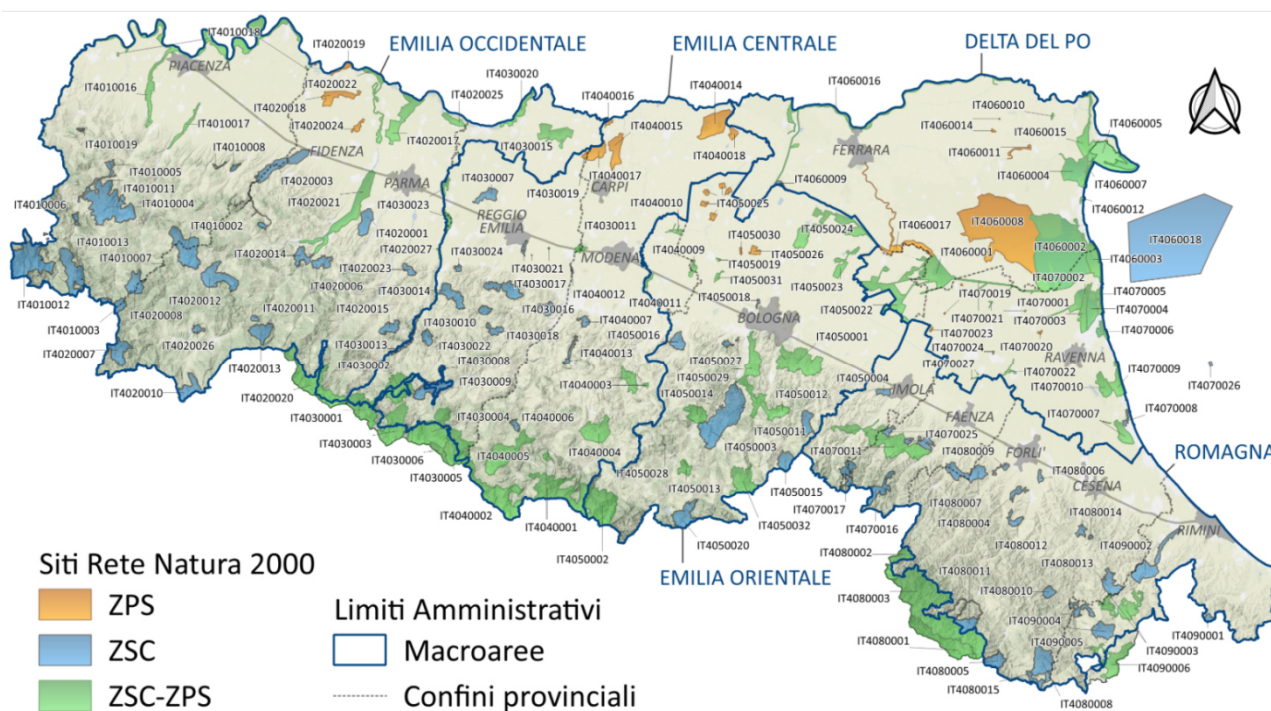 EMILIA OCCIDENTALE
EMILIA CENTRALE
DELTA DEL PO
IT4010018
IT4020019
PIACENZA
IT4030020
IT4040016
IT4040014
IT4060016
IT4010016
IT4020022
IT4020025
IT4060010
IT4020018
IT4040015
IT4060014
IT4060015
IT4060005
IT4010017
IT4020024
IT4020017
IT4030015
IT4040018
FERRARA
IT4060011
IT4010019
IT4010008
FIDENZA
IT4040017
IT4060004
IT4010005
IT4020003
PARMA
IT4030007
IT4030019
CARPI
IT4060009
IT4060007
IT4010011
IT4020021
IT4030023
IT4040010
IT4050025
IT4060012
IT4010006
IT4010004
IT4010002
REGGIO
EMILIA
IT4030011
IT4050024
IT4060017
IT4060008
IT4020001
IT4050030
IT4060018
IT4010013
IT4010007
IT4020014
IT4020027
IT4030024
MODENA
IT4040009
IT4050026
IT4060001
IT4060002
IT4060003
IT4020023
IT4030021
IT4050019
IT4070002
IT4020006
IT4030014
IT4030017
IT4040012
IT4050031
IT4050023
IT4070005
IT4010012
IT4020012
IT4040011
IT4050018
IT4070019
IT4070001
IT4010003
IT4020008
IT4020011
IT4020015
IT4030010
IT4030016
IT4040007
BOLOGNA
IT4050022
IT4070021
IT4070003
IT4070004
IT4030018
IT4050016
IT4050001
IT4070023
IT4070006
IT4020007
IT4020026
IT4030013
IT4030022
IT4040013
IT4050027
IT4070024
IT4070020
RAVENNA
IT4030002
IT4030008
IT4070027
IT4070022
IT4070009
IT4020010
IT4020013
IT4030009
IT4040003
IT4050029
IT4050004
IMOLA
IT4070010
IT4070026
IT4020020
IT4050014
IT4050012
IT4030001
IT4030004
IT4040006
FAENZA
IT4070007
IT4070008
IT4030003
IT4050011
IT4070025
IT4050003
IT4070011
IT4080009
FORLI'
ROMAGNA
IT4030006
IT4040005
IT4040004
IT4030005
IT4050028
IT4080006
CESENA
IT4050013
IT4050015
IT4070017
IT4080007
IT4040002
IT4040001
IT4050032
IT4070016
IT4080004
IT4080014
RIMINI
IT4050002
IT4050020
IT4080002
IT4080012
IT4090002
Siti Rete Natura 2000
EMILIA ORIENTALE
IT4080011
IT4080013
ZPS
Limiti Amministrativi
IT4080003
IT4080010
ZSC
Macroaree
IT4080001
IT4090004
IT4090001
IT4090005
IT4090003
ZSC-ZPS
Confini provinciali
IT4080005
IT4090006
IT4080015
IT4080008